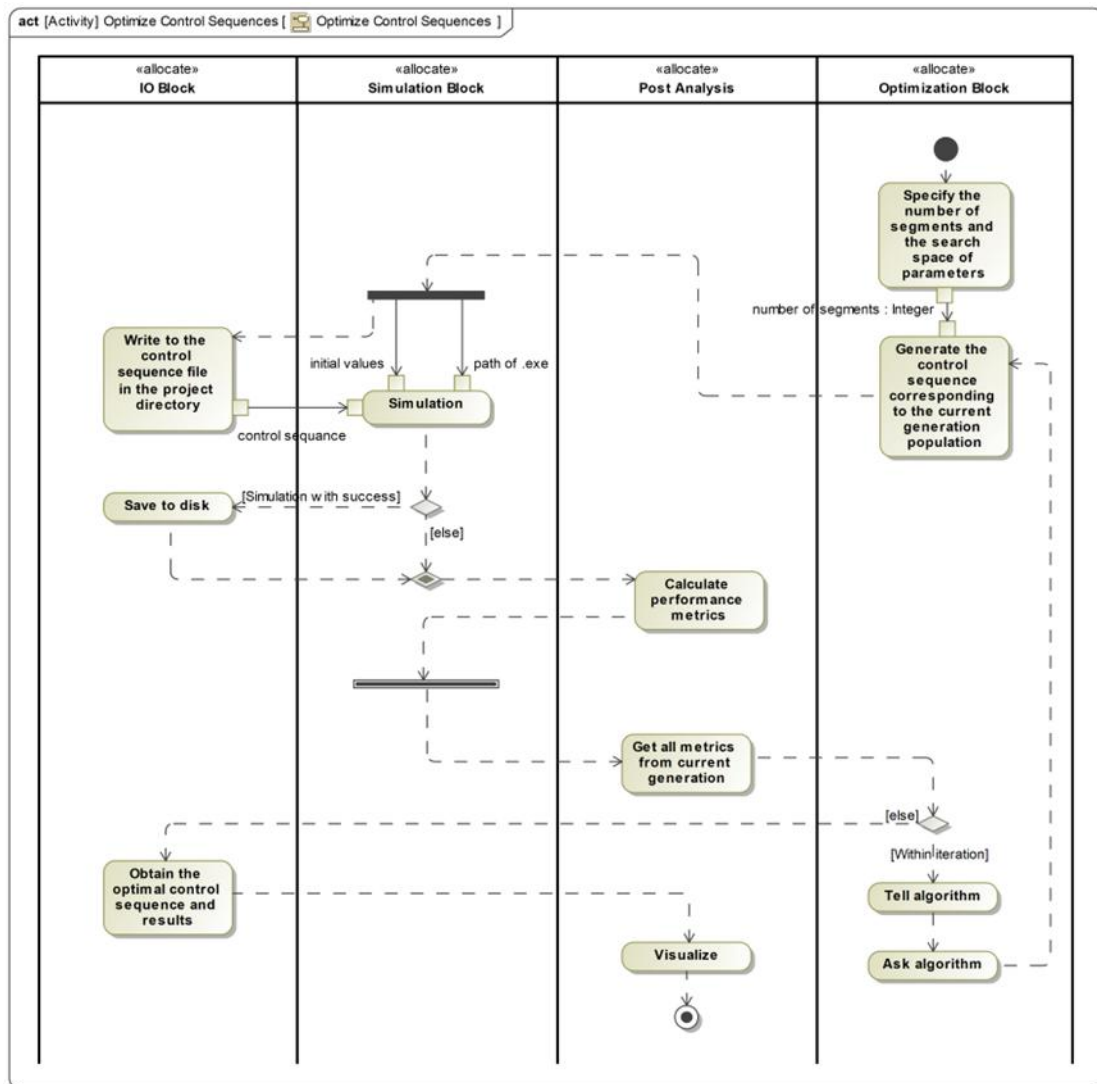 act [Activity] Optimize Control Sequences [ Optimize Control Sequences ]
«allocate»
IO Block
«allocate»
Simulation Block
«allocate»
Post Analysis
«allocate»
Optimization Block
Specify the
number of
segments and
the search
space of
parameters
number of segments : Integer
Write to the
control
sequence file
in the project
directory
initial values
path of .exe
Generate the
control
sequence
corresponding
to the current
generation
population
Simulation
control sequance
Save to disk
[Simulation with success]
[else]
Calculate
performance
metrics
Get all metrics
from current
generation
[else]
[Within iteration]
Obtain the
optimal control
sequence and
results
Tell algorithm
Visualize
Ask algorithm